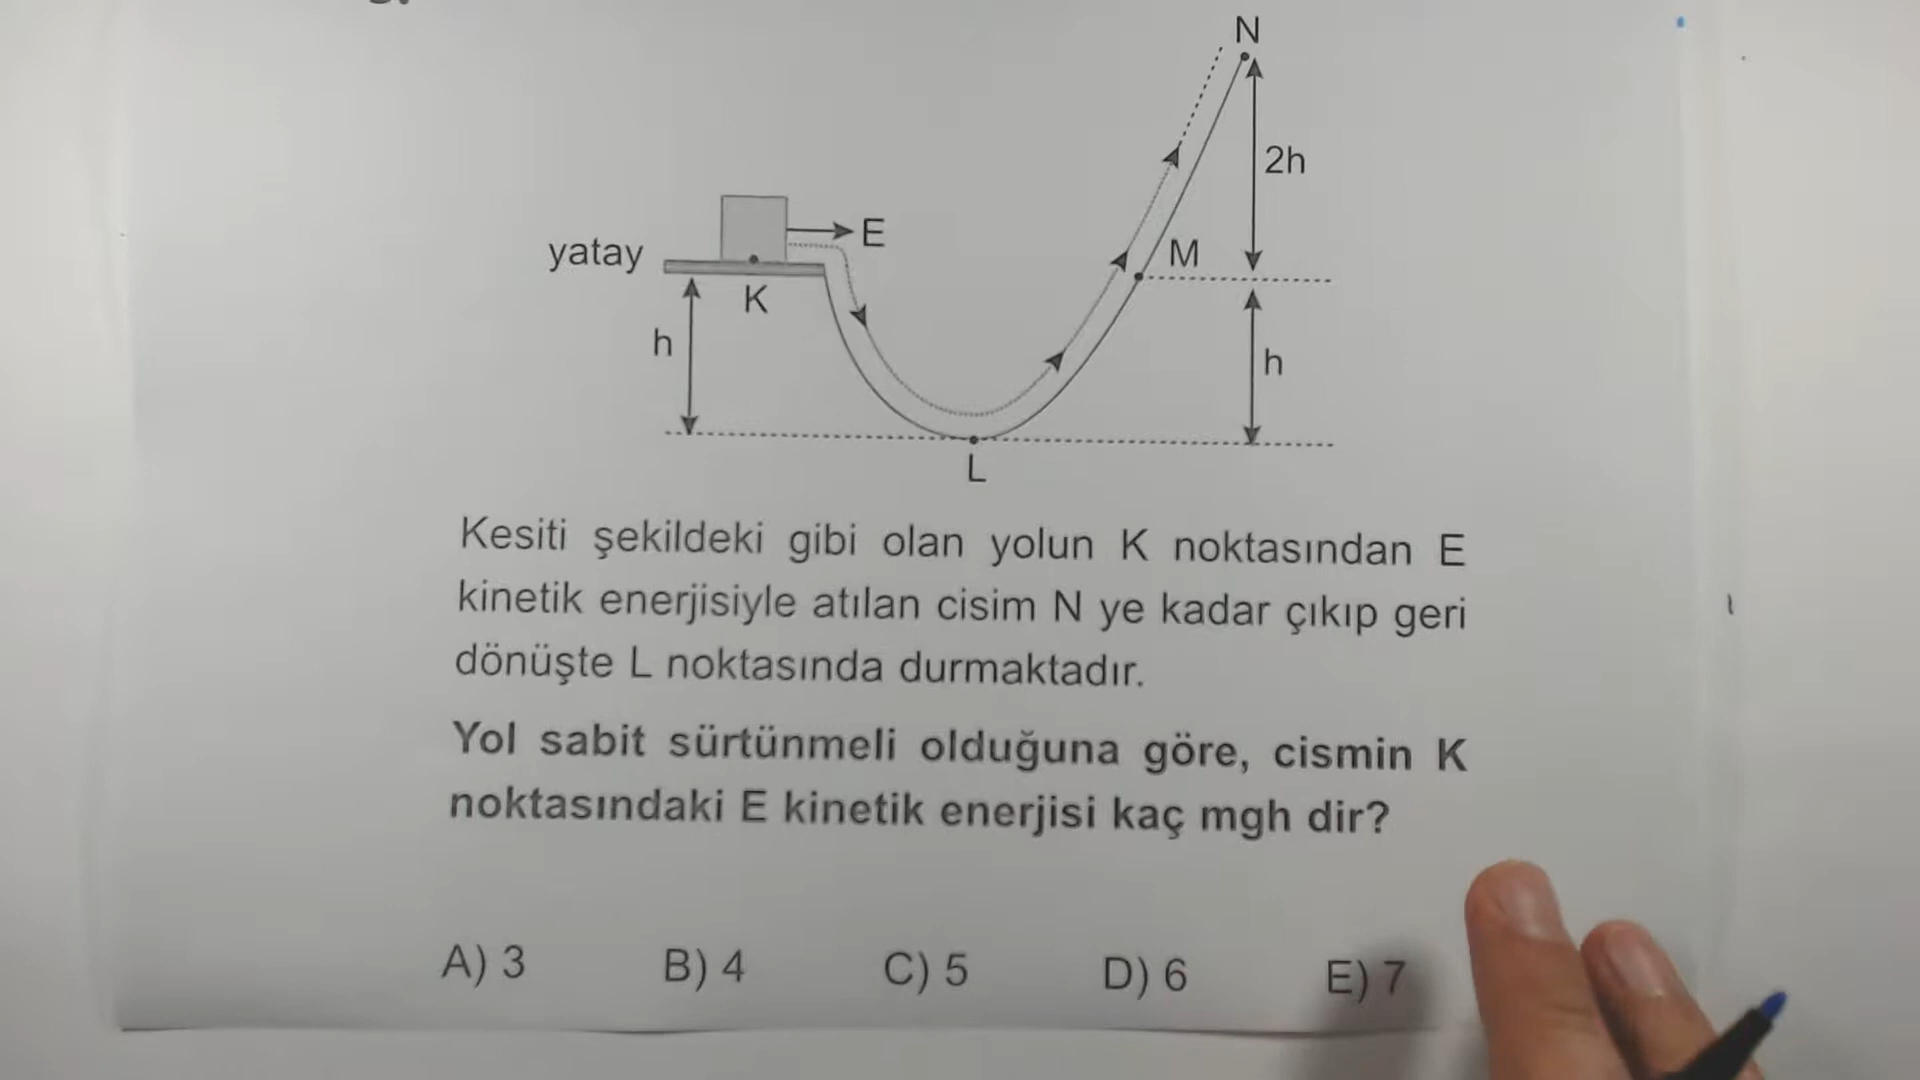 N
2h
E
M
yatay
K
h
h
L
Kesiti şekildeki gibi olan yolun K noktasından E
kinetik enerjisiyle atılan cisim N ye kadar çıkıp geri
dönüşte L noktasında durmaktadır.
Yol sabit sürtünmeli olduğuna göre, cismin K
noktasındaki E kinetik enerjisi kaç mgh dir?
A) 3 B) 4 C) 5 D) 6 E) 7